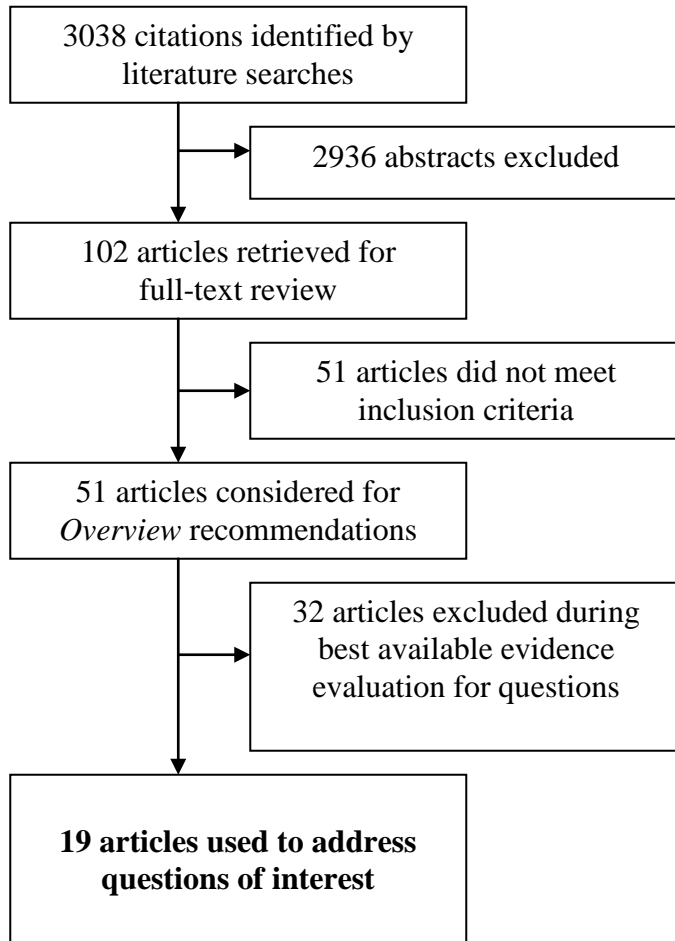 3038 citations identified by
literature searches
2936 abstracts excluded
102 articles retrieved for
full-text review
51 articles did not meet
inclusion criteria
51 articles considered for
Overview recommendations
32 articles excluded during
best available evidence
evaluation for questions
19 articles used to address
questions of interest